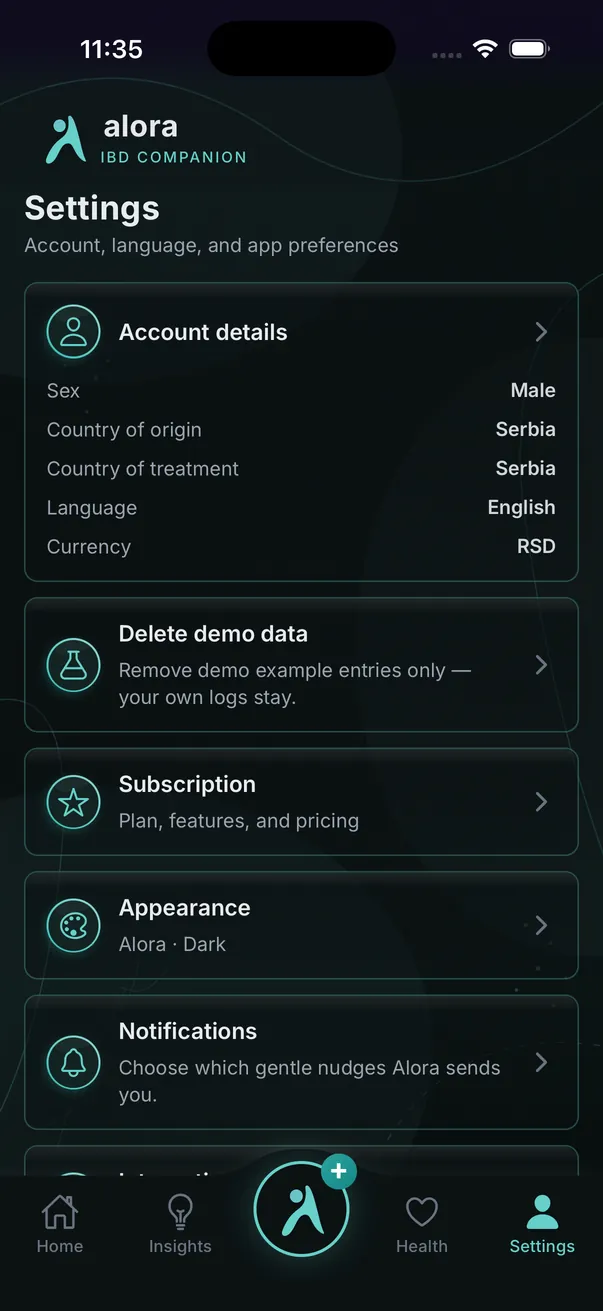 11:35
alora
IBD COMPANION
Settings
Account, language, and app preferences
Account details
Sex Male
Country of origin Serbia
Country of treatment Serbia
Language English
Currency RSD
Delete demo data
Remove demo example entries only —
your own logs stay.
Subscription
Plan, features, and pricing
Appearance
Alora · Dark
Notifications
Choose which gentle nudges Alora sends
you.
+
Home
Insights
Health
Settings